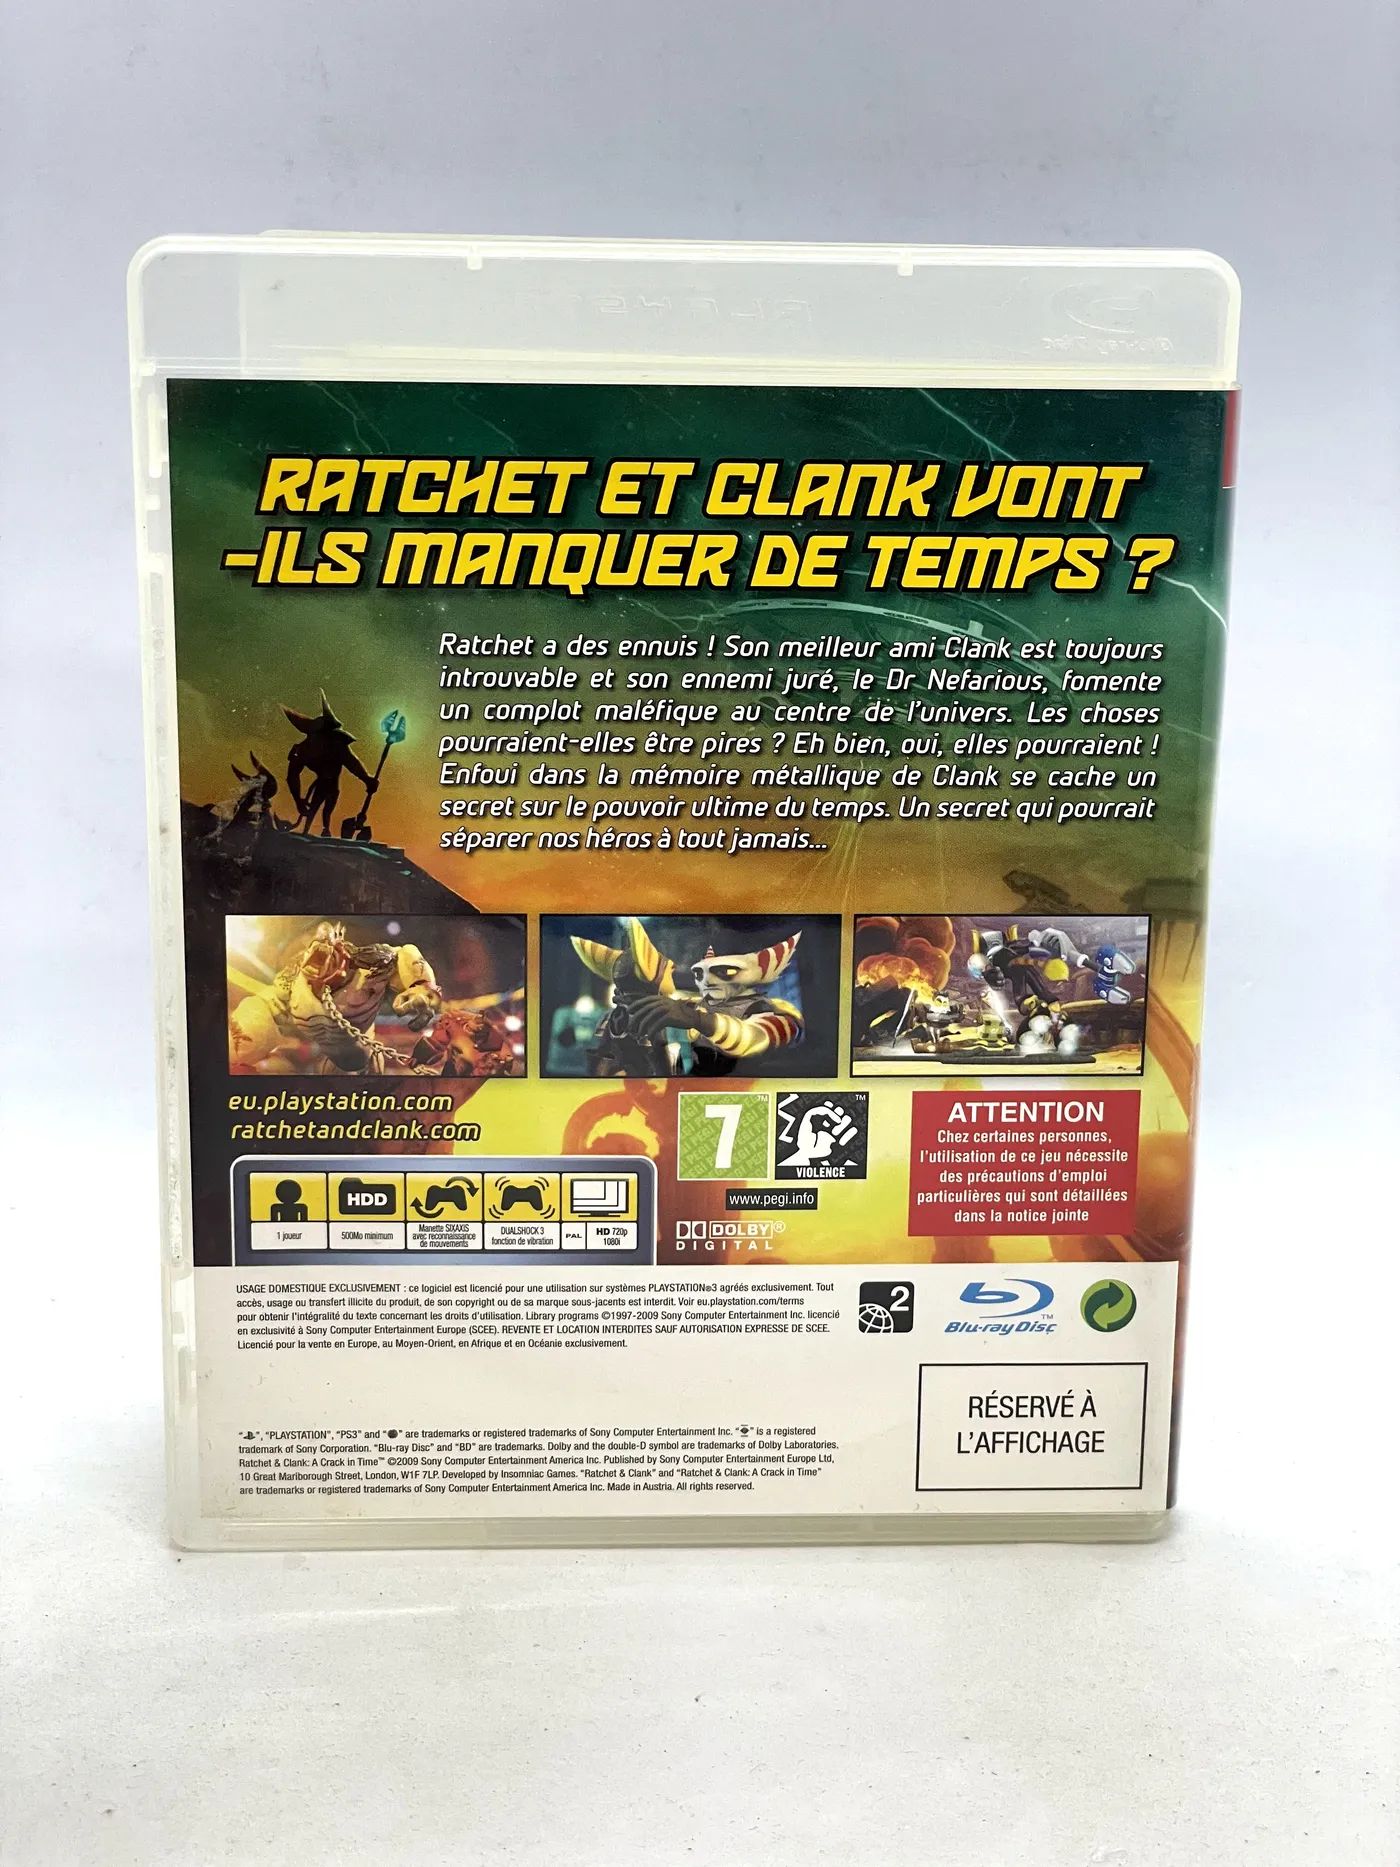 RATCHET ET CLANK VONT
-ILS MANQUER DE TEMPS ?
Ratchet a des ennuis ! Son meilleur ami Clank est toujours
introuvable et son ennemi juré, le Dr Nefarious, fomente
un complot maléfique au centre de l'univers. Les choses
pourraient-elles être pires ? Eh bien, oui, elles pourraient !
Enfoui dans la mémoire métallique de Clank se cache un
secret sur le pouvoir ultime du temps. Un secret qui pourrait
séparer nos héros à tout jamais...
eu.playstation.com
ratchetandclank.com
7
VIOLENCE
www.pegi.info
DOLBY®
DIGITAL
ATTENTION
Chez certaines personnes,
l'utilisation de ce jeu nécessite
des précautions d'emploi
particulières qui sont détaillées
dans la notice jointe
HDD
1 joueur
500Mo minimum
Manette SIXAXIS
avec reconnaissance
de mouvements
DUALSHOCK 3
fonction de vibration
PAL
HD 720p
1080i
USAGE DOMESTIQUE EXCLUSIVEMENT : ce logiciel est licencié pour une utilisation sur systèmes PLAYSTATION®3 agréés exclusivement. Tout
accès, usage ou transfert illicite du produit, de son copyright ou de sa marque sous-jacents est interdit. Voir eu.playstation.com/terms
pour obtenir l'intégralité du texte concernant les droits d'utilisation. Library programs ©1997-2009 Sony Computer Entertainment Inc. licencié
en exclusivité à Sony Computer Entertainment Europe (SCEE). REVENTE ET LOCATION INTERDITES SAUF AUTORISATION EXPRESSE DE SCEE.
Licencié pour la vente en Europe, au Moyen-Orient, en Afrique et en Océanie exclusivement.
2
Blu-ray Disc™
RÉSERVÉ À
L'AFFICHAGE
" ", "PLAYSTATION", "PS3" and " " are trademarks or registered trademarks of Sony Computer Entertainment Inc. " " is a registered
trademark of Sony Corporation. "Blu-ray Disc" and "BD" are trademarks. Dolby and the double-D symbol are trademarks of Dolby Laboratories.
Ratchet & Clank: A Crack in Time™ ©2009 Sony Computer Entertainment America Inc. Published by Sony Computer Entertainment Europe Ltd,
10 Great Marlborough Street, London, W1F 7LP. Developed by Insomniac Games. "Ratchet & Clank" and "Ratchet & Clank: A Crack in Time"
are trademarks or registered trademarks of Sony Computer Entertainment America Inc. Made in Austria. All rights reserved.